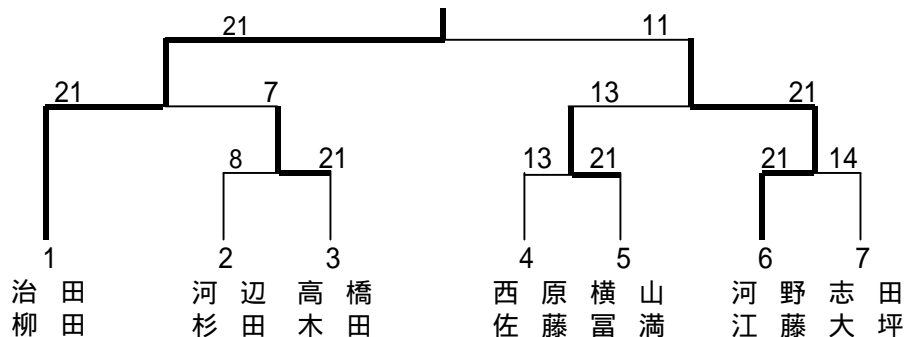 21 11
21 7 13 21
8 21 13 21 21 14
1 2 3 4 5 6 7
治田 河辺 高橋 西原 横山 河野 志田
柳田 杉田 木田 佐藤 冨満 江藤 大坪